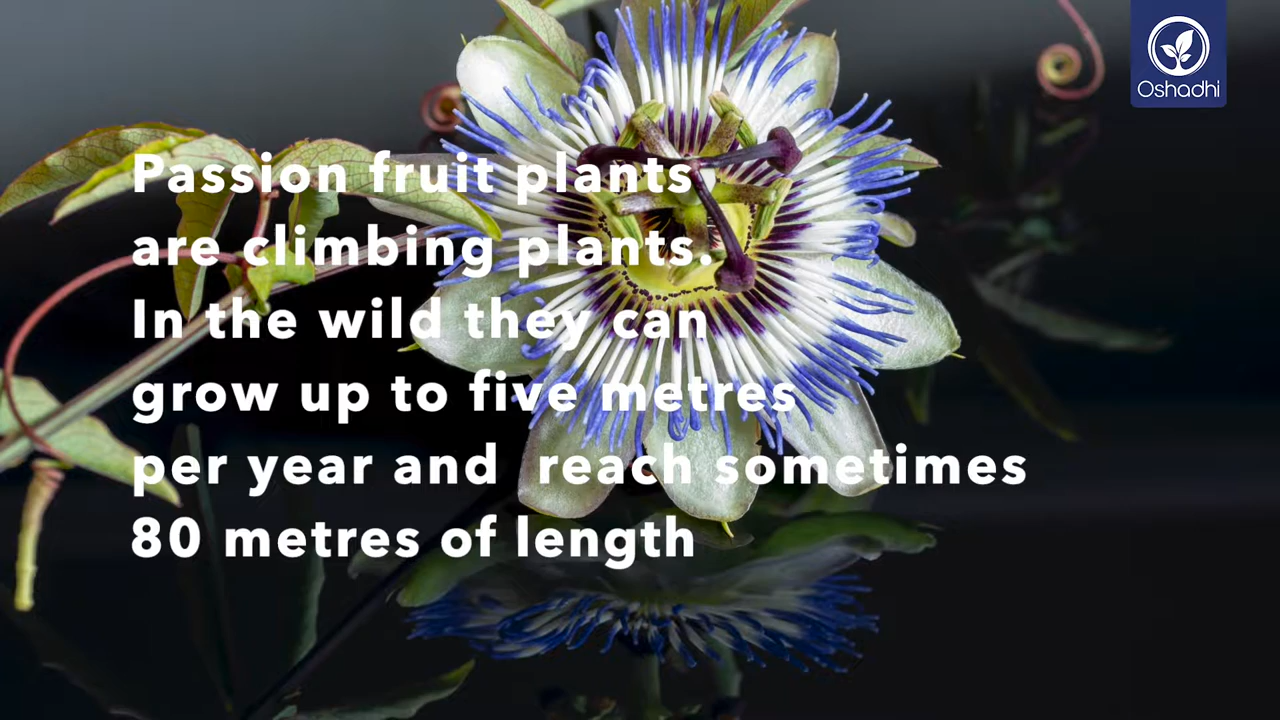 Oshadhi
Passion fruit plants
are climbing plants.
In the wild they can
grow up to five metres
per year and  reach sometimes
80 metres of length